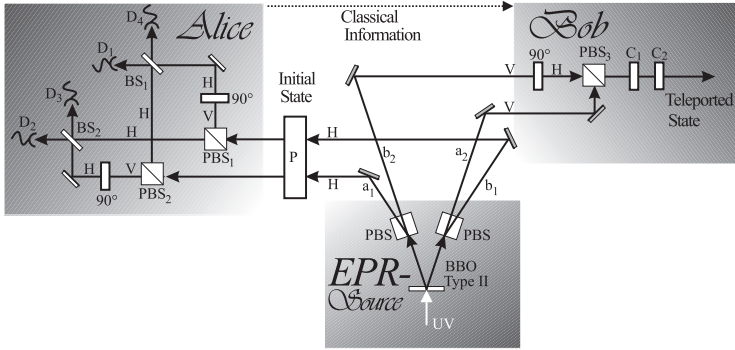 D4
Alice
Classical
Information
Bob
D1
BS1
H
90°
V
Initial
State
90°
V
H
PBS3
C1
C2
D3
H
V
Teleported
State
D2
BS2
H
PBS1
P
H
b2
a2
H
V
90°
PBS2
H
a1
b1
PBS
PBS
EPR-
Source
BBO
Type II
UV